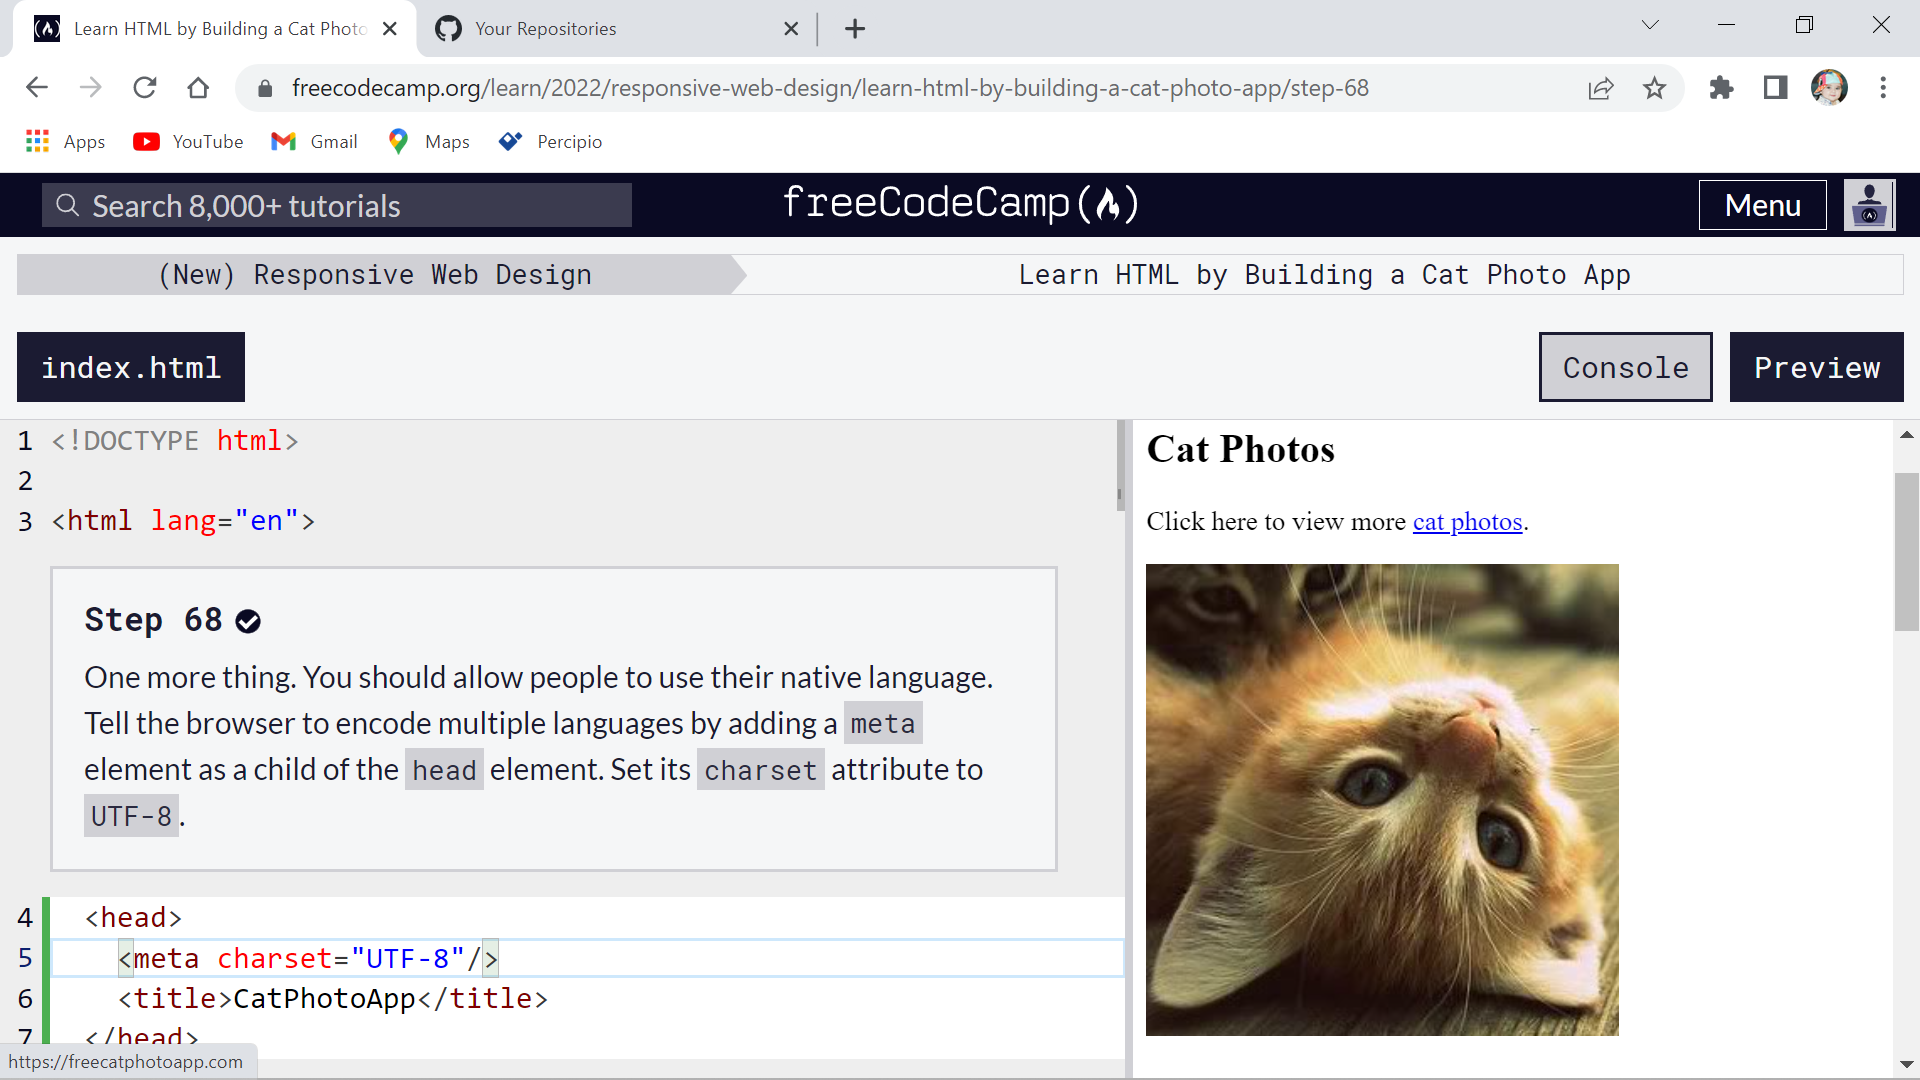 Learn HTML by Building a Cat Photo
Your Repositories
freecodecamp.org/learn/2022/responsive-web-design/learn-html-by-building-a-cat-photo-app/step-68
Apps YouTube Gmail Maps Percipio
Search 8,000+ tutorials
freeCodeCamp(🔥)
Menu
(New) Responsive Web Design
Learn HTML by Building a Cat Photo App
index.html
Console
Preview
1 <!DOCTYPE html>
2
3 <html lang="en">
Step 68
One more thing. You should allow people to use their native language.
Tell the browser to encode multiple languages by adding a meta
element as a child of the head element. Set its charset attribute to
UTF-8.
4 <head>
5 <meta charset="UTF-8"/>
6 <title>CatPhotoApp</title>
7 </head>
https://freecatphotoapp.com
Cat Photos
Click here to view more cat photos.